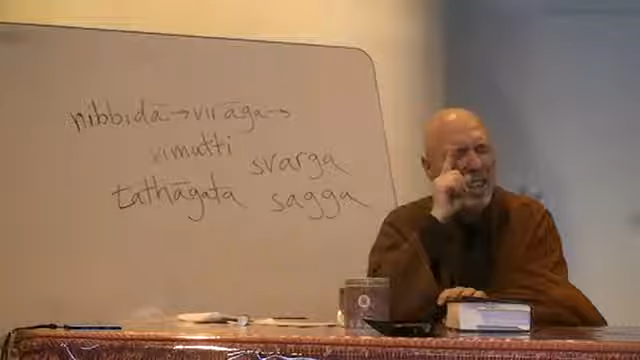 nibbidā→virāga→
vimutti
svarga
tathāgata
sagga